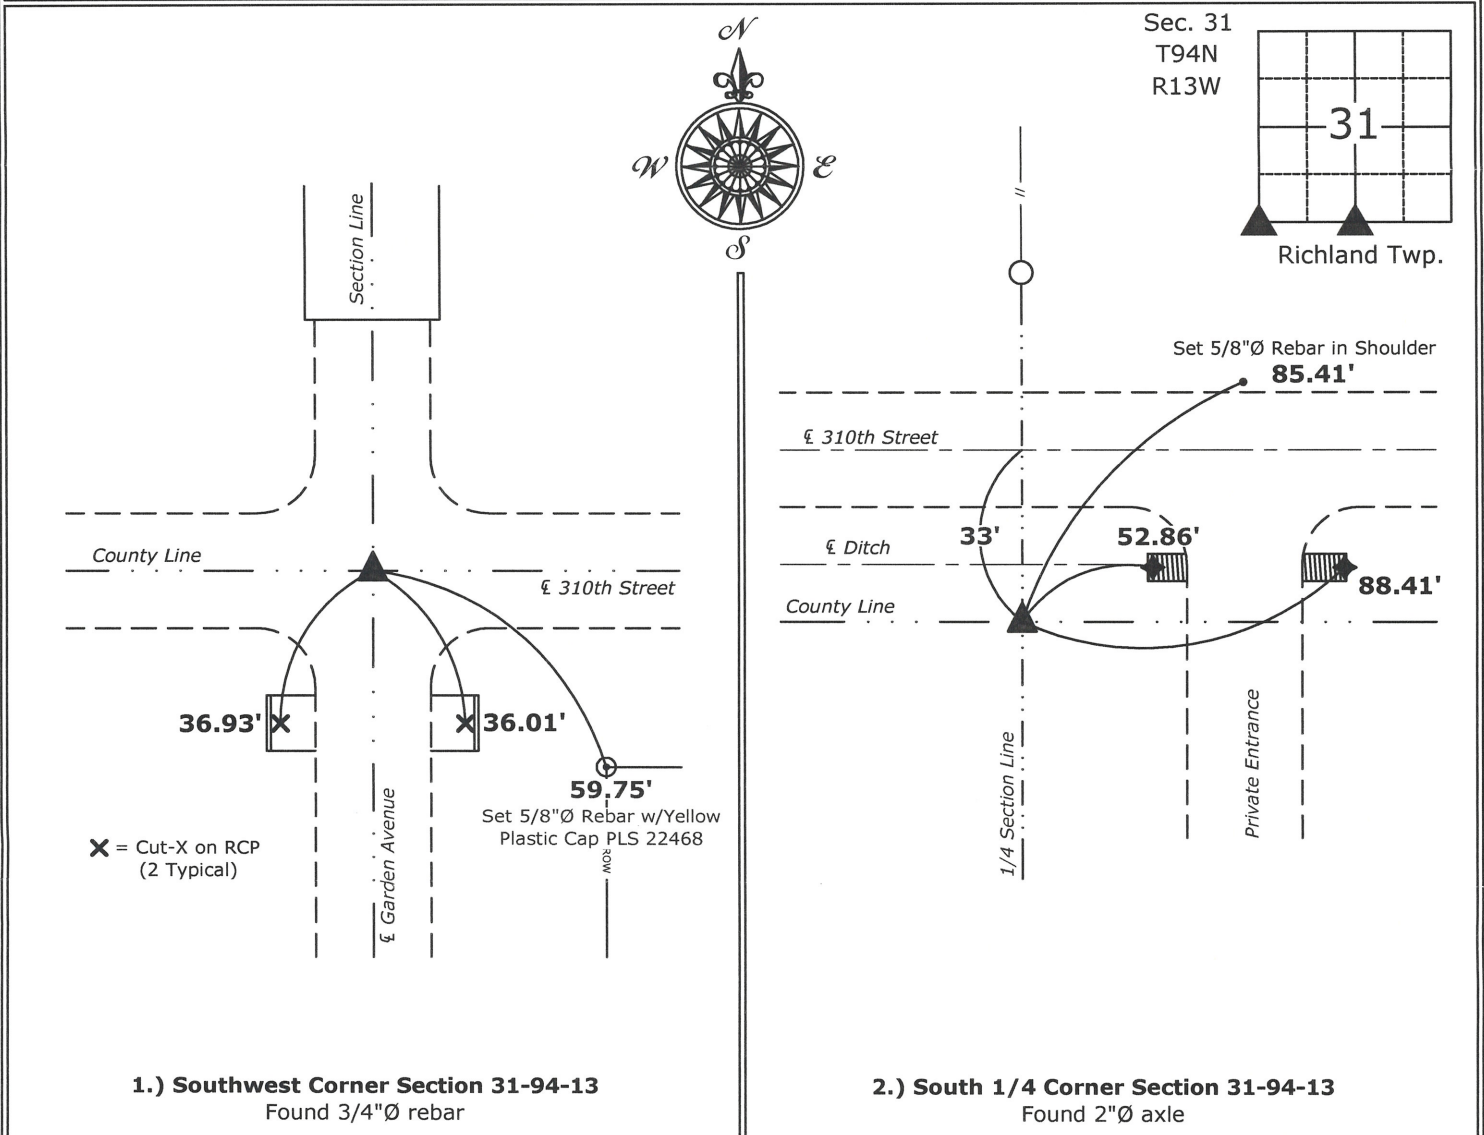 N
W
E
S
Sec. 31
T94N
R13W
31
Richland Twp.
Section Line
County Line
℄ 310th Street
36.93'
36.01'
59.75'
Set 5/8"Ø Rebar w/Yellow
Plastic Cap PLS 22468
ROW
= Cut-X on RCP
(2 Typical)
℄ Garden Avenue
1.) Southwest Corner Section 31-94-13
Found 3/4"Ø rebar
Set 5/8"Ø Rebar in Shoulder
85.41'
℄ 310th Street
33'
52.86'
℄ Ditch
88.41'
County Line
1/4 Section Line
Private Entrance
2.) South 1/4 Corner Section 31-94-13
Found 2"Ø axle